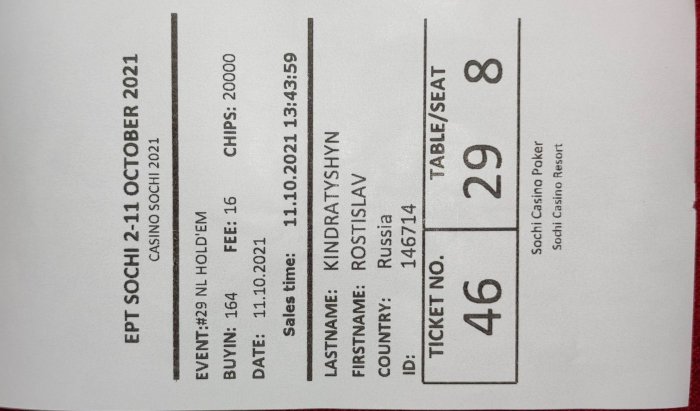 EPT SOCHI 2-11 OCTOBER 2021
CASINO SOCHI 2021
EVENT:#29 NL HOLD'EM
BUYIN: 164 FEE: 16 CHIPS: 20000
DATE: 11.10.2021
Sales time: 11.10.2021 13:43:59
LASTNAME: KINDRATYSHYN
FIRSTNAME: ROSTISLAV
COUNTRY: Russia
ID: 146714
TICKET NO. TABLE/SEAT
46 29 8
Sochi Casino Poker
Sochi Casino Resort